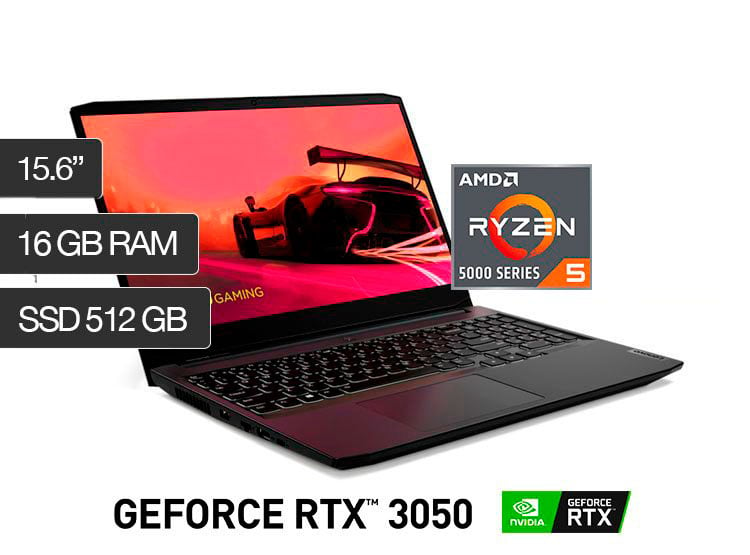 15.6”
16 GB RAM
SSD 512 GB
GAMING
AMD
RYZEN
5000 SERIES 5
GEFORCE RTX™ 3050
NVIDIA
GEFORCE
RTX™